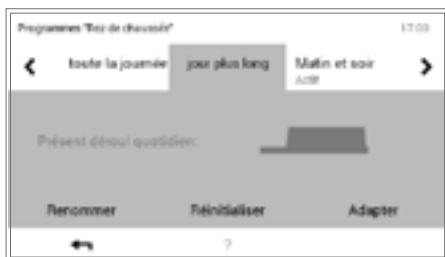 Programmes "Rez de chaussée" 17:03
toute la journée jour plus long Matin et soir
Actif
Présent déroul quotidien:
Renommer Réinitialiser Adapter
?